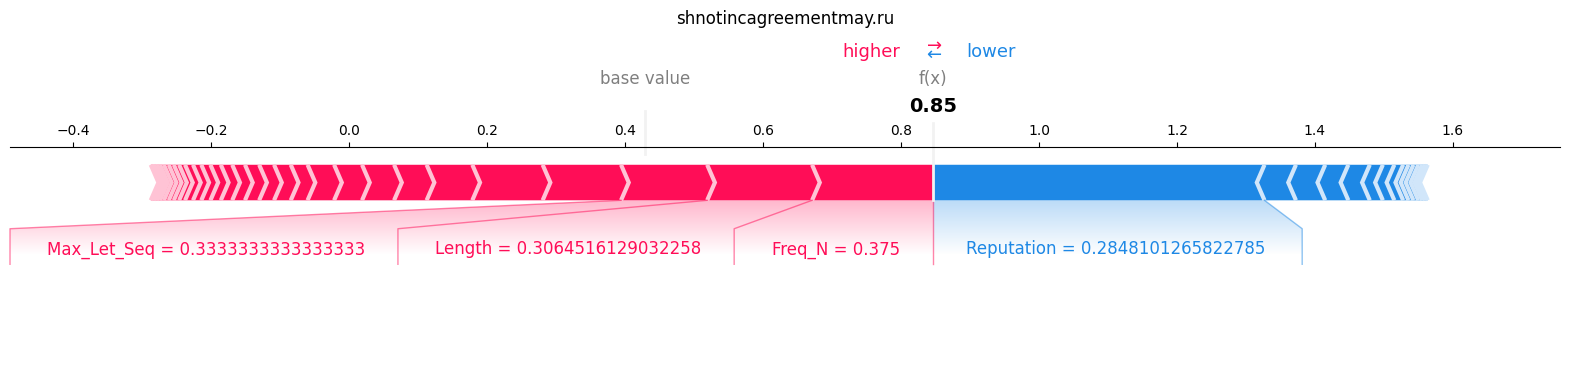 shnotincagreementmay.ru
higher ⇄ lower
base value f(x)
0.85
−0.4 −0.2 0.0 0.2 0.4 0.6 0.8 1.0 1.2 1.4 1.6
Max_Let_Seq = 0.3333333333333333 Length = 0.3064516129032258 Freq_N = 0.375 Reputation = 0.2848101265822785